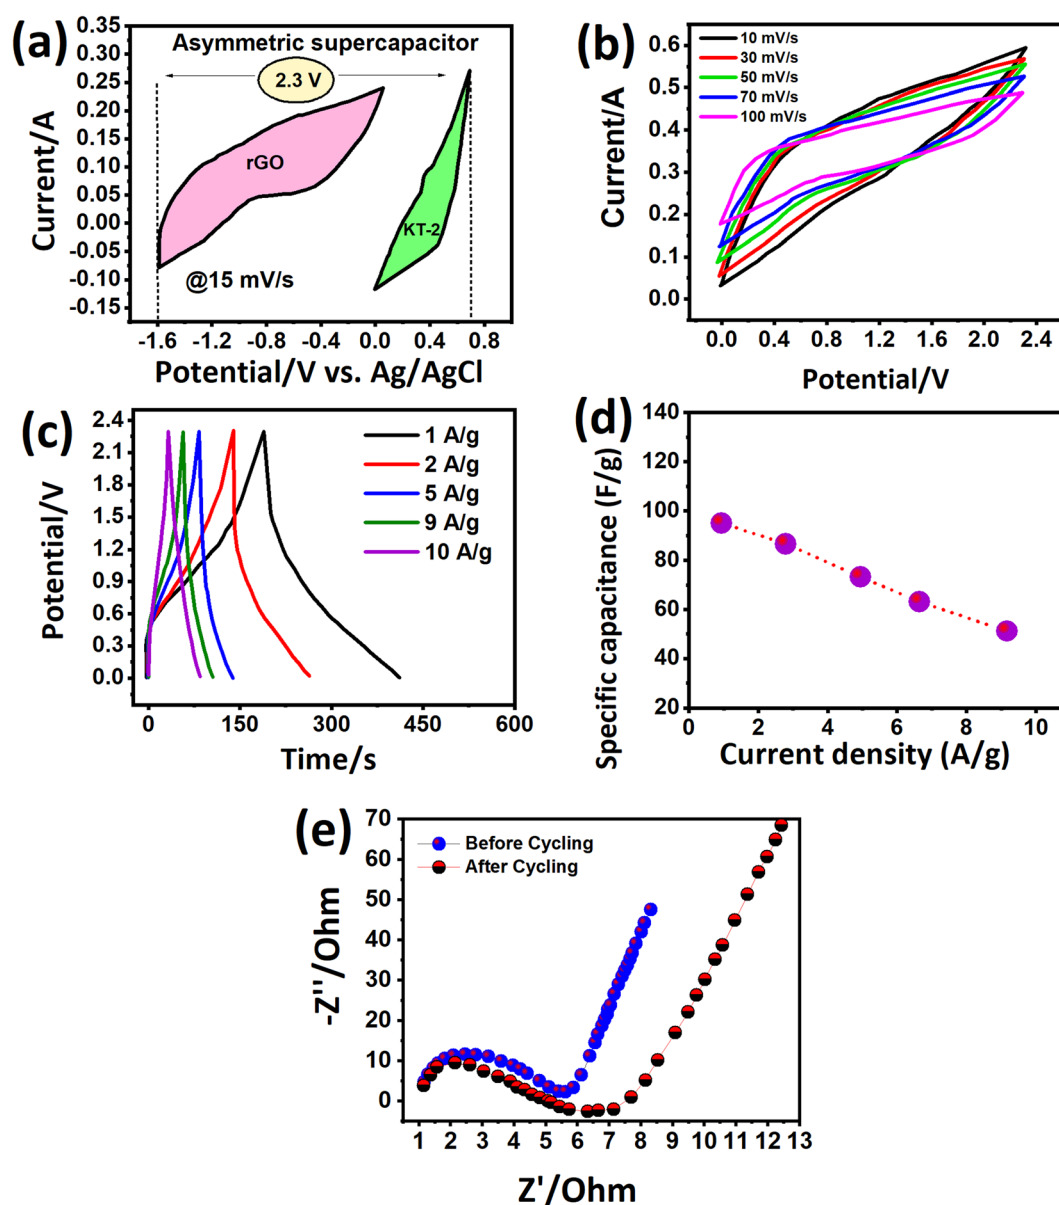 (a)
Asymmetric supercapacitor
2.3 V
rGO
KT-2
@15 mV/s
Current/A
0.35
0.30
0.25
0.20
0.15
0.10
0.05
0.00
-0.05
-0.10
-0.15
-1.6 -1.2 -0.8 -0.4 0.0 0.4 0.8
Potential/V vs. Ag/AgCl
(b)
10 mV/s
30 mV/s
50 mV/s
70 mV/s
100 mV/s
Current/A
0.6
0.5
0.4
0.3
0.2
0.1
0.0
0.0 0.4 0.8 1.2 1.6 2.0 2.4
Potential/V
(c)
1 A/g
2 A/g
5 A/g
9 A/g
10 A/g
Potential/V
2.4
2.1
1.8
1.5
1.2
0.9
0.6
0.3
0.0
0 150 300 450 600
Time/s
(d)
Specific capacitance (F/g)
140
120
100
80
60
40
20
0 2 4 6 8 10
Current density (A/g)
(e)
Before Cycling
After Cycling
-Z''/Ohm
70
60
50
40
30
20
10
0
1 2 3 4 5 6 7 8 9 10 11 12 13
Z'/Ohm